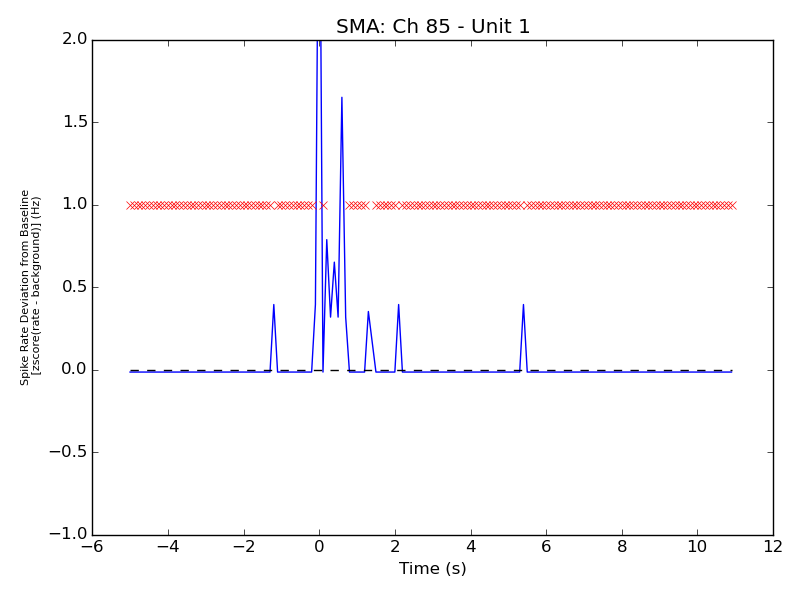 SMA: Ch 85 - Unit 1
2.0
1.5
1.0
0.5
0.0
−0.5
−1.0
Spike Rate Deviation from Baseline
[zscore(rate - background)] (Hz)
−6 −4 −2 0 2 4 6 8 10 12
Time (s)